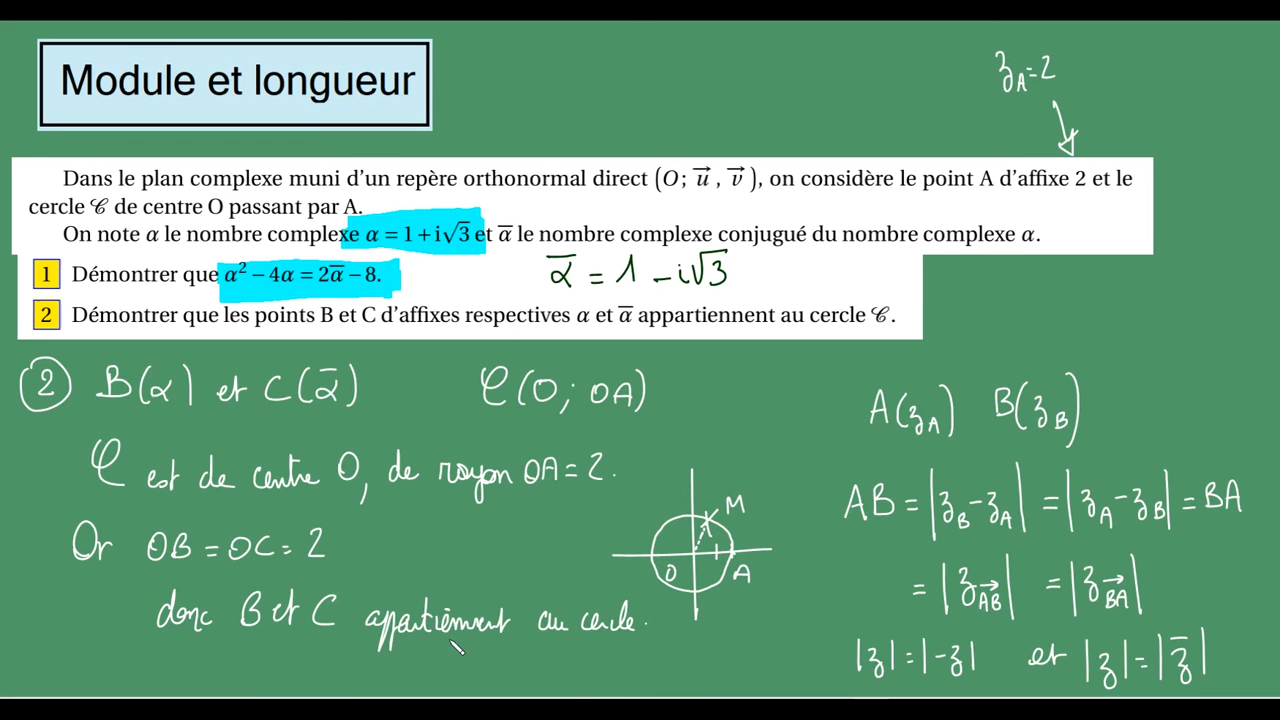 Module et longueur
z_A = 2
Dans le plan complexe muni d'un repère orthonormal direct (O; u⃗, v⃗), on considère le point A d'affixe 2 et le
cercle 𝒞 de centre O passant par A.
On note α le nombre complexe α = 1 + i√3 et α̅ le nombre complexe conjugué du nombre complexe α.
1 Démontrer que α² − 4α = 2α̅ − 8.
α̅ = 1 − i√3
2 Démontrer que les points B et C d'affixes respectives α et α̅ appartiennent au cercle 𝒞.
② B(α) et C(α̅) 𝒞(O; OA)
𝒞 est de centre O, de rayon OA = 2.
Or OB = OC = 2
donc B et C appartiennent au cercle.
M
O
A
A(z_A) B(z_B)
AB = |z_B − z_A| = |z_A − z_B| = BA
= |z_AB⃗| = |z_BA⃗|
|z| = |−z| et |z| = |z̅|